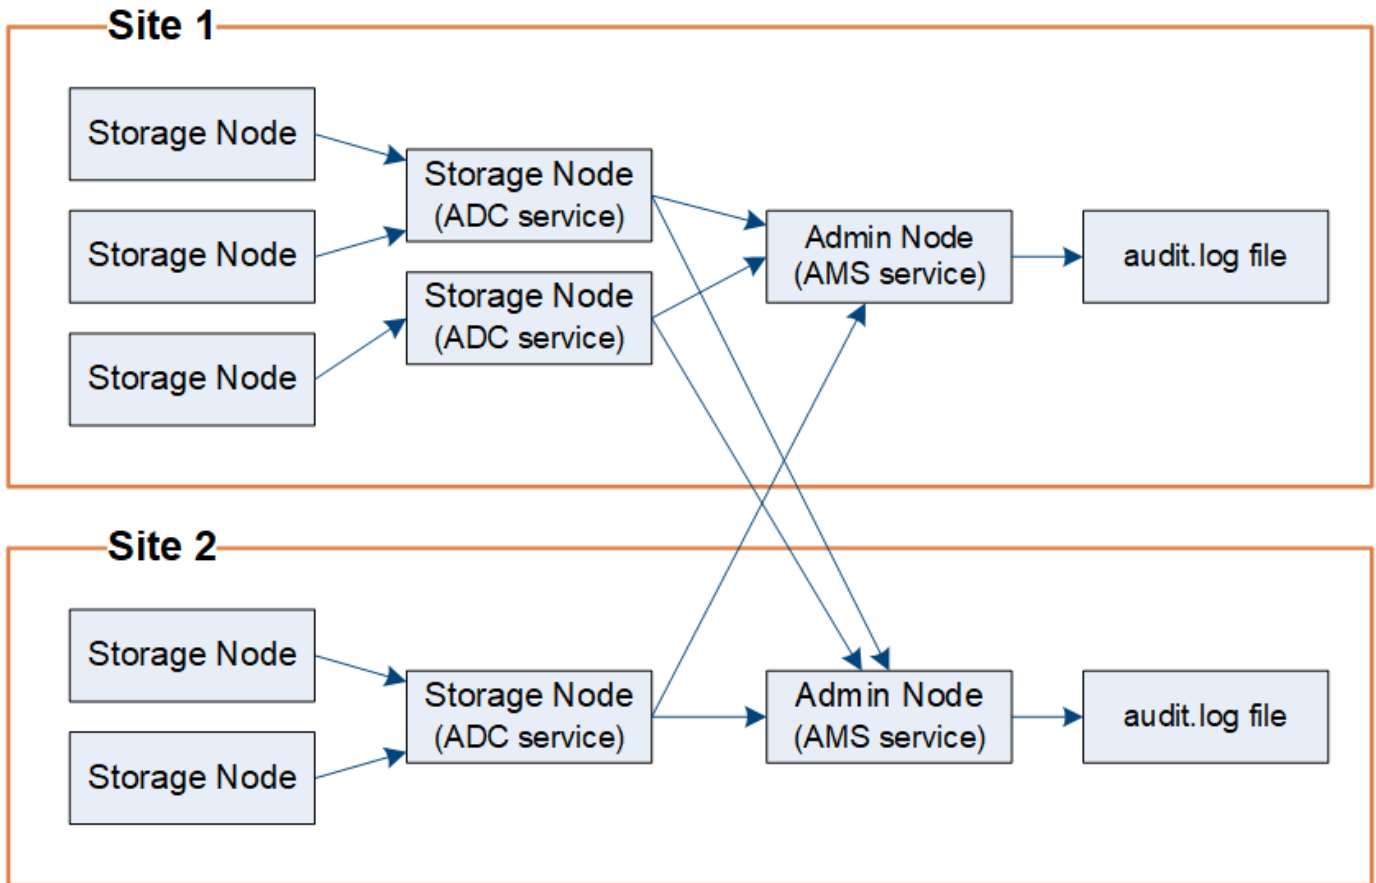 Site 1
Storage Node
Storage Node
Storage Node
Storage Node
(ADC service)
Storage Node
(ADC service)
Admin Node
(AMS service)
audit.log file
Site 2
Storage Node
Storage Node
Storage Node
(ADC service)
Admin Node
(AMS service)
audit.log file